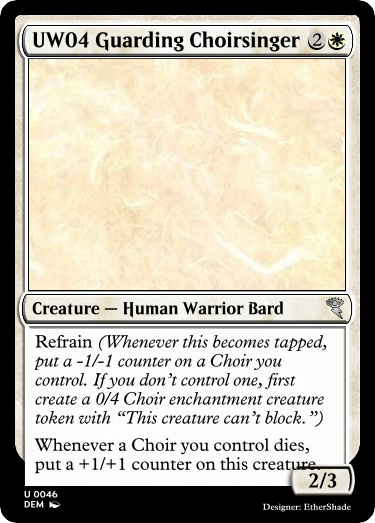 UW04 Guarding Choirsinger 2
Creature — Human Warrior Bard
Refrain (Whenever this becomes tapped,
put a -1/-1 counter on a Choir you
control. If you don't control one, first
create a 0/4 Choir enchantment creature
token with “This creature can't block.”)
Whenever a Choir you control dies,
put a +1/+1 counter on this creature.
2/3
U 0046
DEM
Designer: EtherShade